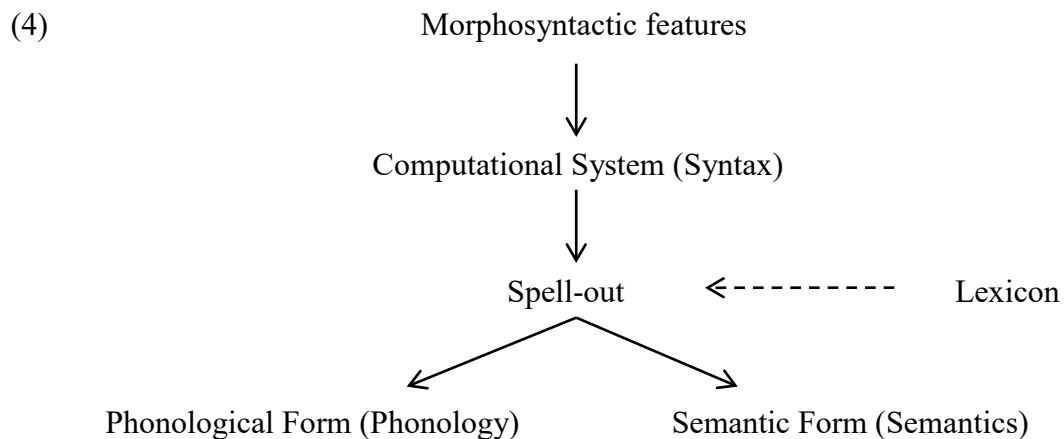 (4) Morphosyntactic features
Computational System (Syntax)
Spell-out Lexicon
Phonological Form (Phonology) Semantic Form (Semantics)